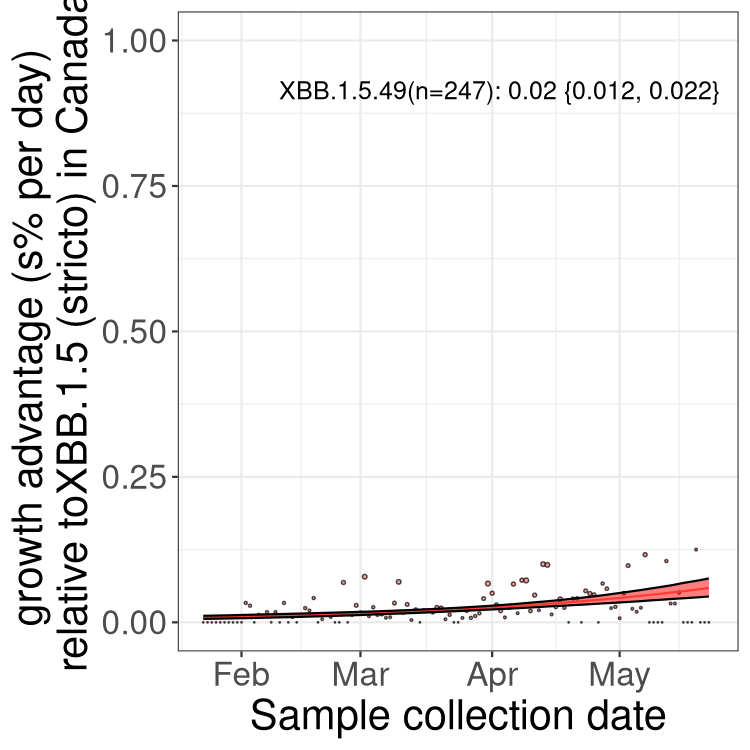 growth advantage (s% per day)
relative toXBB.1.5 (stricto) in Canada
1.00
0.75
0.50
0.25
0.00
XBB.1.5.49(n=247): 0.02 {0.012, 0.022}
Feb Mar Apr May
Sample collection date